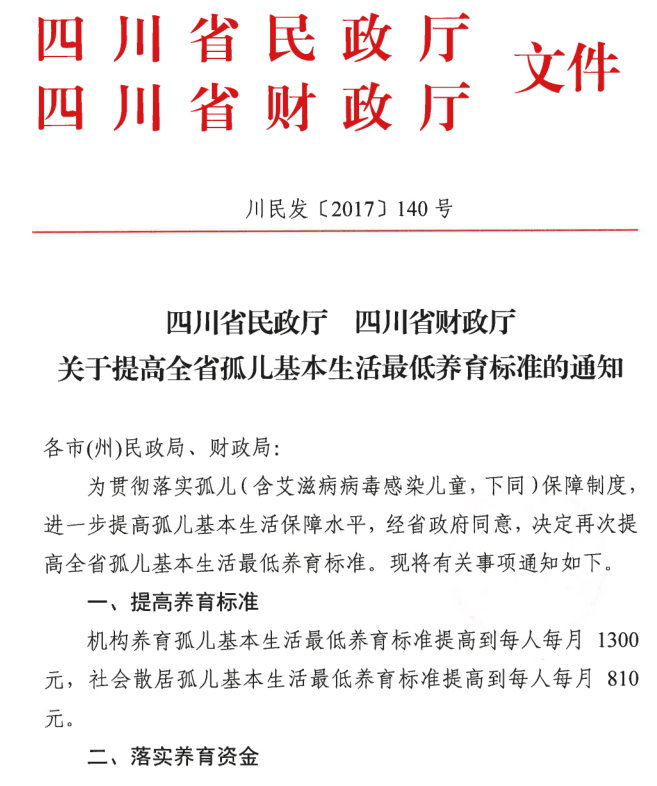 四川省民政厅
四川省财政厅
文件
川民发〔2017〕140 号
四川省民政厅 四川省财政厅
关于提高全省孤儿基本生活最低养育标准的通知
各市(州)民政局、财政局：
为贯彻落实孤儿(含艾滋病病毒感染儿童,下同)保障制度,
进一步提高孤儿基本生活保障水平,经省政府同意,决定再次提
高全省孤儿基本生活最低养育标准。现将有关事项通知如下。
一、提高养育标准
机构养育孤儿基本生活最低养育标准提高到每人每月 1300
元,社会散居孤儿基本生活最低养育标准提高到每人每月 810
元。
二、落实养育资金